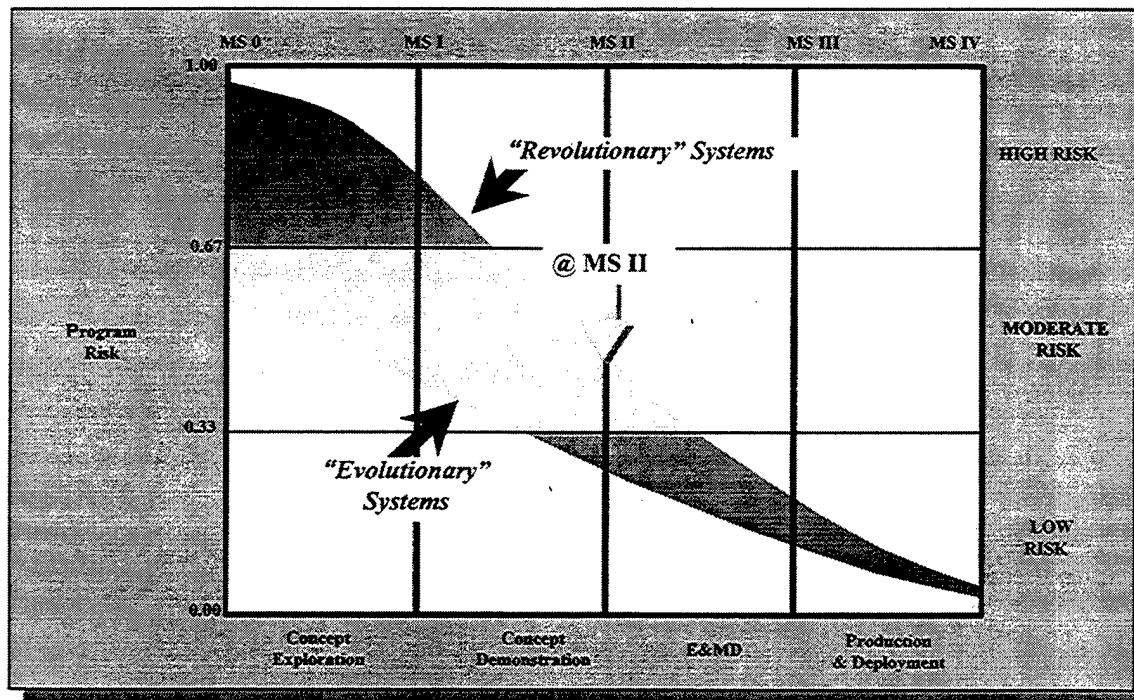 MS 0 MS I MS II MS III MS IV
1.00
"Revolutionary" Systems
HIGH RISK
0.67
@ MS II
Program
Risk
MODERATE
RISK
0.33
"Evolutionary"
Systems
LOW
RISK
0.00
Concept
Exploration
Concept
Demonstration
E&MD
Production
& Deployment